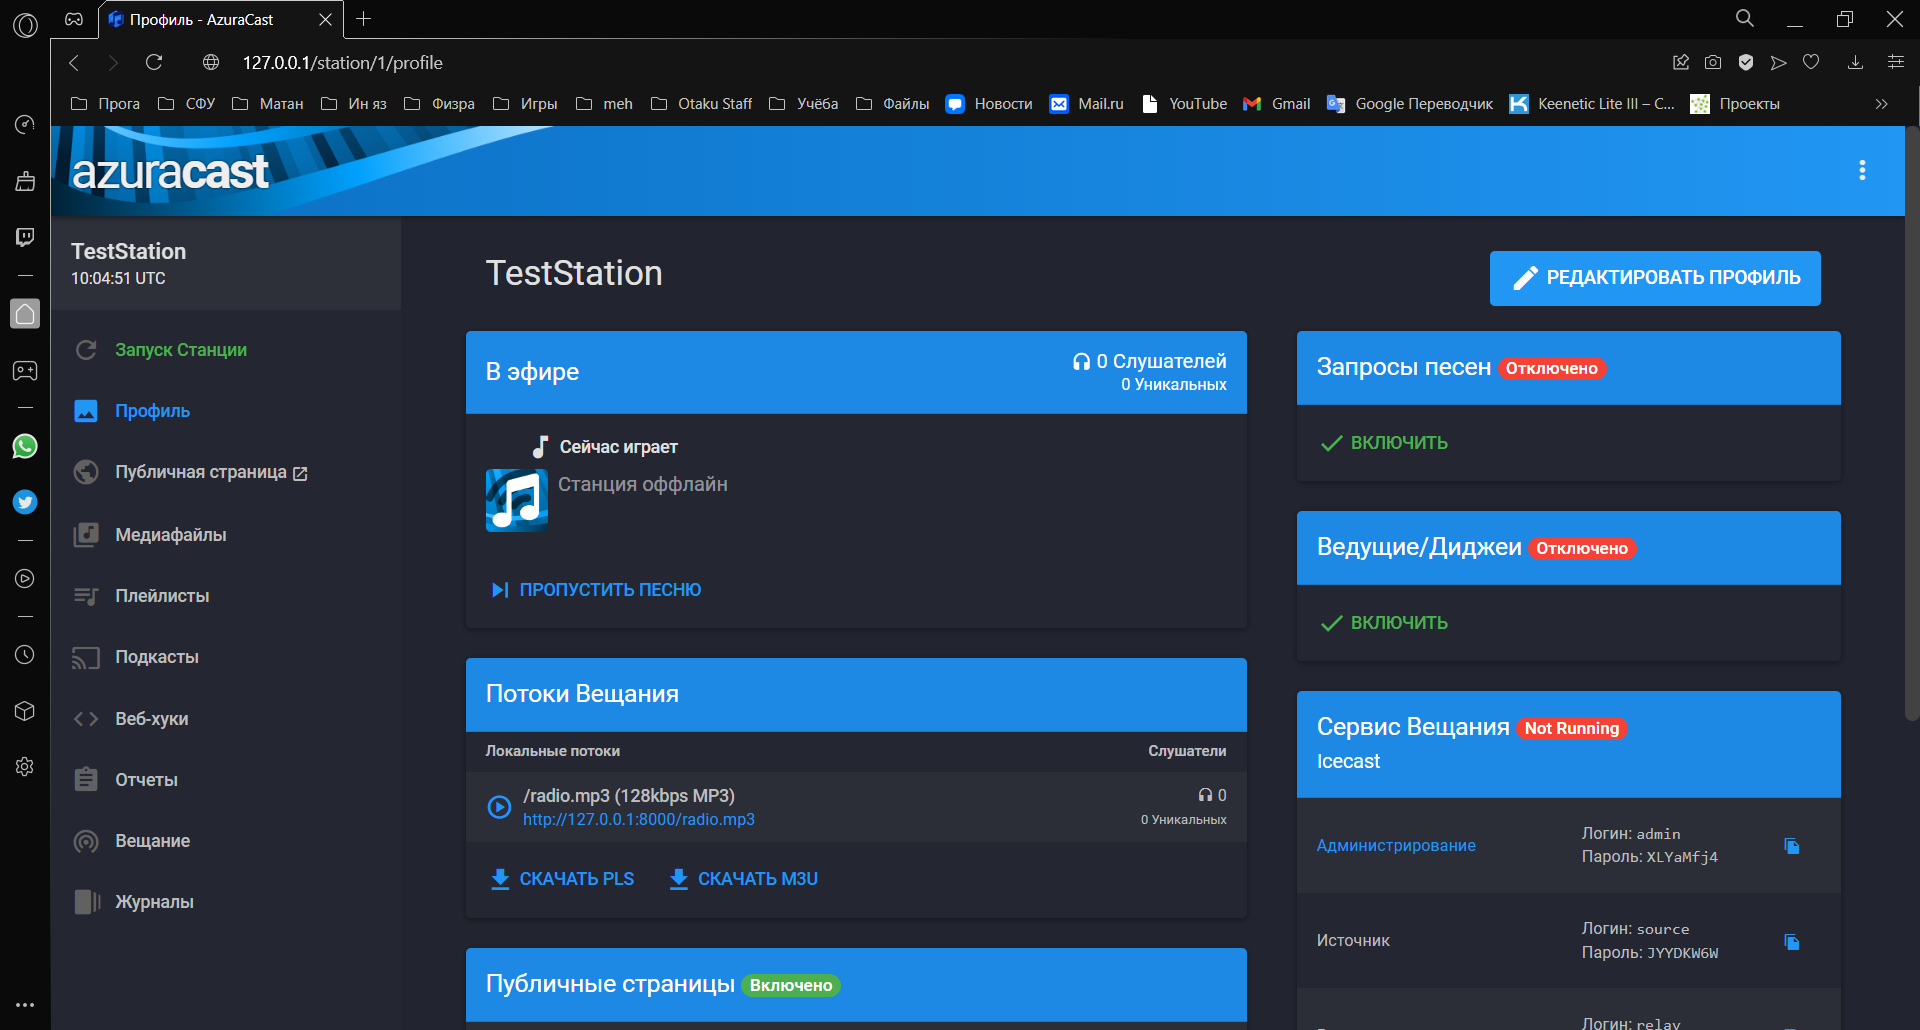 Профиль - AzuraCast
127.0.0.1/station/1/profile
Прога
СФУ
Матан
Ин яз
Физра
Игры
meh
Otaku Staff
Учёба
Файлы
Новости
Mail.ru
YouTube
Gmail
Google Переводчик
Keenetic Lite III – C...
Проекты
azuracast
TestStation
10:04:51 UTC
Запуск Станции
Профиль
Публичная страница
Медиафайлы
Плейлисты
Подкасты
Веб-хуки
Отчеты
Вещание
Журналы
TestStation
РЕДАКТИРОВАТЬ ПРОФИЛЬ
В эфире
0 Слушателей
0 Уникальных
Сейчас играет
Станция оффлайн
ПРОПУСТИТЬ ПЕСНЮ
Потоки Вещания
Локальные потоки
Слушатели
/radio.mp3 (128kbps MP3)
0
http://127.0.0.1:8000/radio.mp3
0 Уникальных
СКАЧАТЬ PLS
СКАЧАТЬ M3U
Публичные страницы Включено
Запросы песен Отключено
ВКЛЮЧИТЬ
Ведущие/Диджеи Отключено
ВКЛЮЧИТЬ
Сервис Вещания Not Running
Icecast
Администрирование
Логин: admin
Пароль: XLYaMfj4
Источник
Логин: source
Пароль: JYYDKW6W
Логин: relay